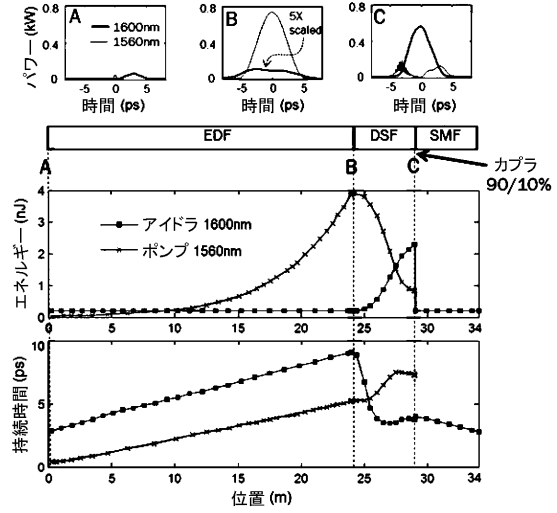 A
B
C
1600nm
1560nm
5X
scaled
パワー (kW)
0.8
0.4
0
-5
0
5
時間 (ps)
0.8
0.4
0
-5
0
5
時間 (ps)
0.8
0.4
0
-5
0
5
時間 (ps)
EDF
DSF
SMF
A
B
C
カプラ
90/10%
エネルギー (nJ)
4
3
2
1
0
アイドラ 1600nm
ポンプ 1560nm
0
5
10
15
20
25
30
34
持続時間 (ps)
10
5
0
0
5
10
15
20
25
30
34
位置 (m)